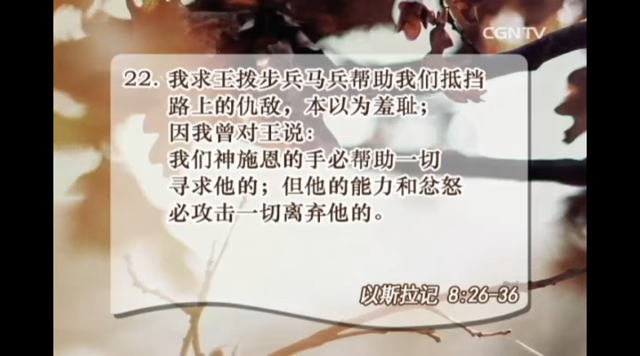 CGNTV
22. 我求王拨步兵马兵帮助我们抵挡
路上的仇敌，本以为羞耻；
因我曾对王说：
我们神施恩的手必帮助一切
寻求他的；但他的能力和忿怒
必攻击一切离弃他的。
以斯拉记 8:26-36